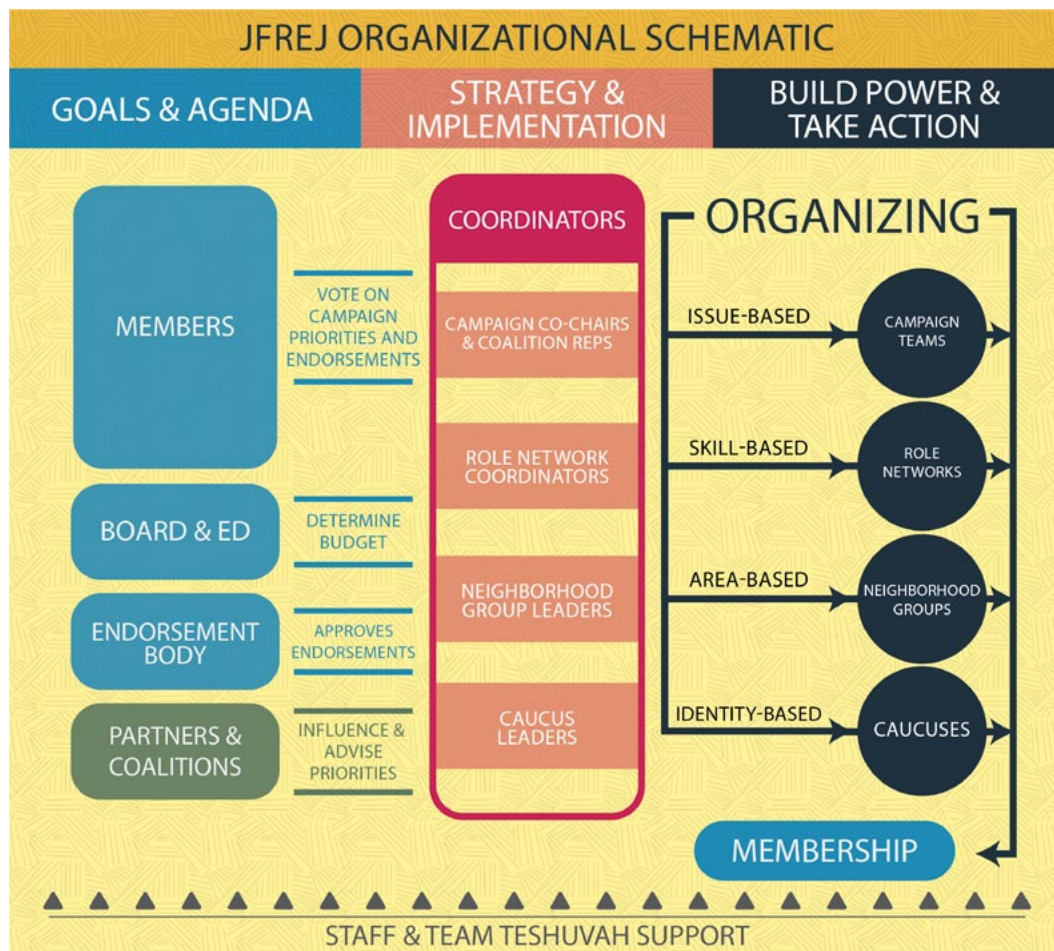 JFREJ ORGANIZATIONAL SCHEMATIC
GOALS & AGENDA
STRATEGY &
IMPLEMENTATION
BUILD POWER &
TAKE ACTION
MEMBERS
VOTE ON
CAMPAIGN
PRIORITIES AND
ENDORSEMENTS
BOARD & ED
DETERMINE
BUDGET
ENDORSEMENT
BODY
APPROVES
ENDORSEMENTS
PARTNERS &
COALITIONS
INFLUENCE &
ADVISE
PRIORITIES
COORDINATORS
CAMPAIGN CO-CHAIRS
& COALITION REPS
ROLE NETWORK
COORDINATORS
NEIGHBORHOOD
GROUP LEADERS
CAUCUS
LEADERS
ORGANIZING
ISSUE-BASED
CAMPAIGN
TEAMS
SKILL-BASED
ROLE
NETWORKS
AREA-BASED
NEIGHBORHOOD
GROUPS
IDENTITY-BASED
CAUCUSES
MEMBERSHIP
STAFF & TEAM TESHUVAH SUPPORT